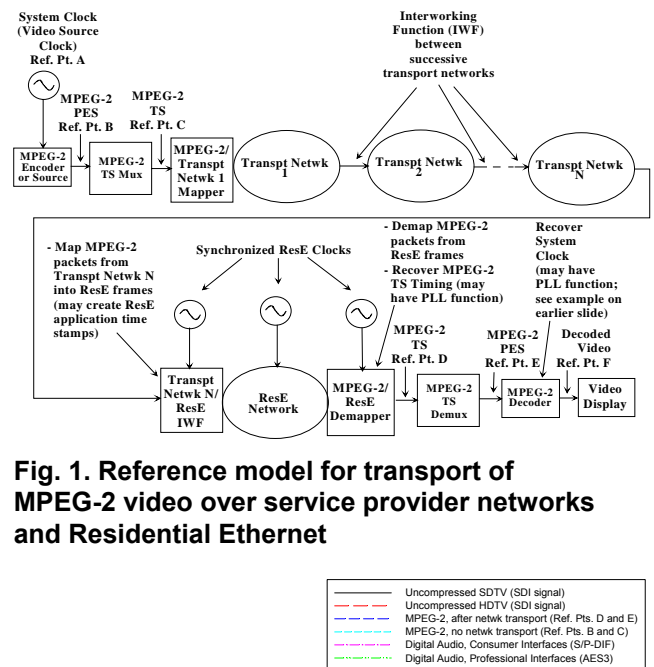 System Clock
(Video Source
Clock)
Ref. Pt. A
MPEG-2
PES
Ref. Pt. B
MPEG-2
TS
Ref. Pt. C
Interworking
Function (IWF)
between
successive
transport networks
MPEG-2
Encoder
or Source
MPEG-2
TS Mux
MPEG-2/
Transpt
Netwk 1
Mapper
Transpt Netwk
1
Transpt Netwk
2
Transpt Netwk
N
- Map MPEG-2
packets from
Transpt Netwk N
into ResE frames
(may create ResE
application time
stamps)
Synchronized ResE Clocks
- Demap MPEG-2
packets from
ResE frames
- Recover MPEG-2
TS Timing (may
have PLL function)
Recover
System
Clock
(may have
PLL function;
see example on
earlier slide)
MPEG-2
TS
Ref. Pt. D
MPEG-2
PES
Ref. Pt. E
Decoded
Video
Ref. Pt. F
Transpt
Netwk N/
ResE
IWF
ResE
Network
MPEG-2/
ResE
Demapper
MPEG-2
TS
Demux
MPEG-2
Decoder
Video
Display
Fig. 1. Reference model for transport of
MPEG-2 video over service provider networks
and Residential Ethernet
Uncompressed SDTV (SDI signal)
Uncompressed HDTV (SDI signal)
MPEG-2, after netwk transport (Ref. Pts. D and E)
MPEG-2, no netwk transport (Ref. Pts. B and C)
Digital Audio, Consumer Interfaces (S/P-DIF)
Digital Audio, Professional Interfaces (AES3)